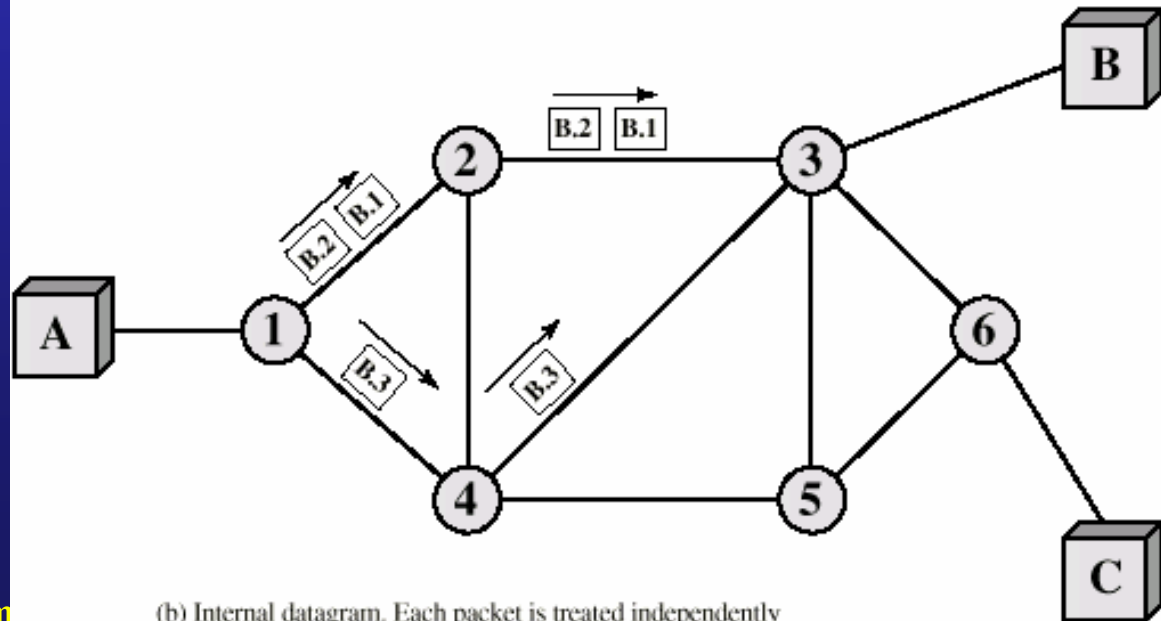 B
B.2 B.1
2
3
B.2 B.1
A
1
6
B.3
B.3
4
5
C
(b) Internal datagram. Each packet is treated independently